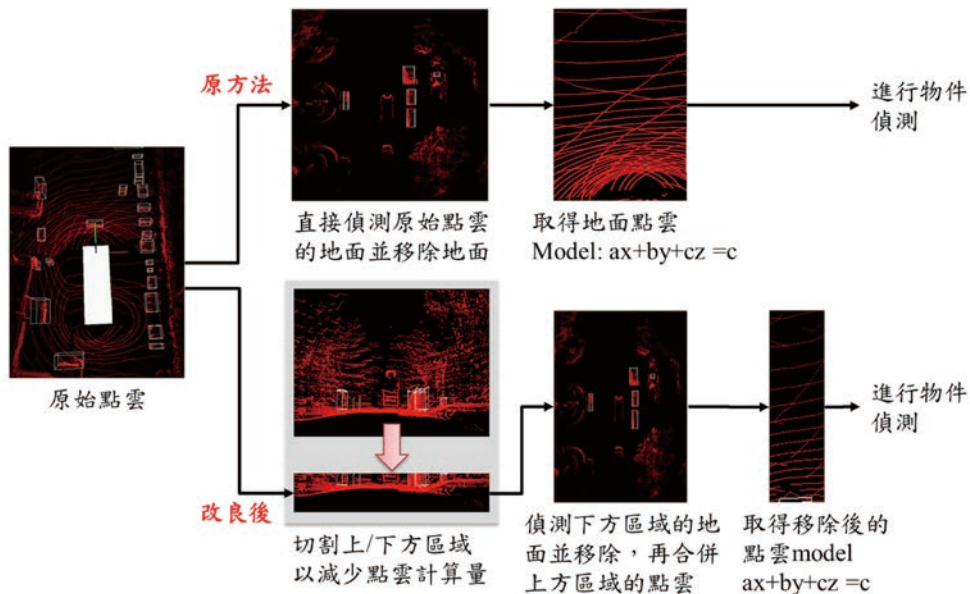 原方法
進行物件
偵測
直接偵測原始點雲
的地面並移除地面
取得地面點雲
Model: ax+by+cz =c
原始點雲
改良後
切割上/下方區域
以減少點雲計算量
偵測下方區域的地
面並移除，再合併
上方區域的點雲
取得移除後的
點雲model
ax+by+cz =c
進行物件
偵測